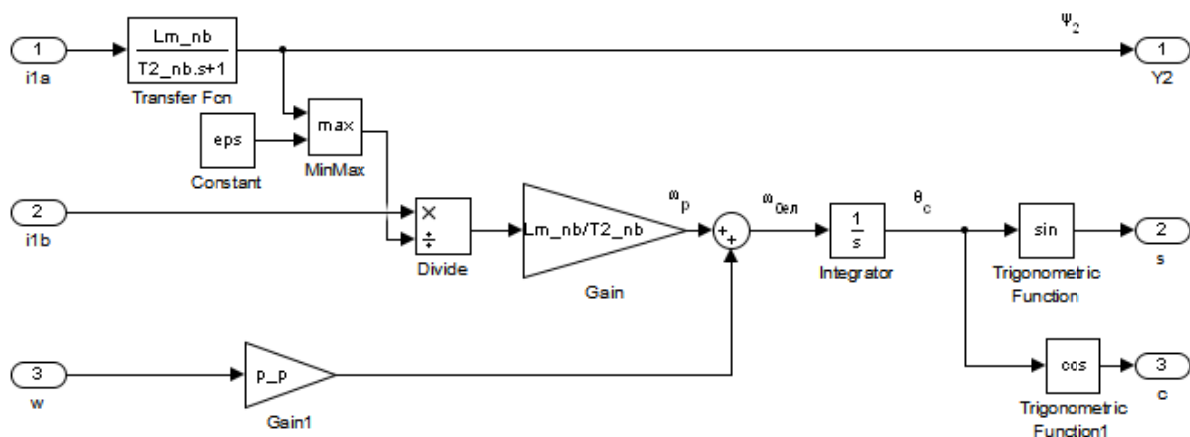 1
i1a
Lm_nb
T2_nb.s+1
Transfer Fcn
Ψ2
1
Y2
eps
Constant
max
MinMax
2
i1b
×
÷
Divide
Lm_nb/T2_nb
Gain
ωp
+
+
ω0ел
1
s
Integrator
θc
sin
Trigonometric
Function
2
s
3
w
p_p
Gain1
cos
Trigonometric
Function1
3
c